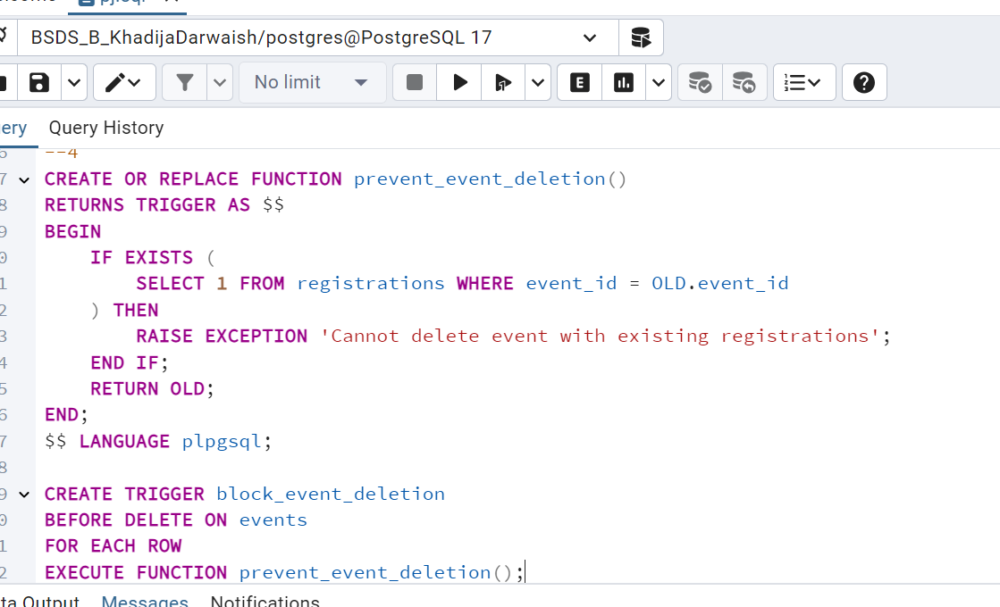 BSDS_B_KhadijaDarwaish/postgres@PostgreSQL 17
No limit
E
Query History
--4
CREATE OR REPLACE FUNCTION prevent_event_deletion()
RETURNS TRIGGER AS $$
BEGIN
IF EXISTS (
SELECT 1 FROM registrations WHERE event_id = OLD.event_id
) THEN
RAISE EXCEPTION 'Cannot delete event with existing registrations';
END IF;
RETURN OLD;
END;
$$ LANGUAGE plpgsql;
CREATE TRIGGER block_event_deletion
BEFORE DELETE ON events
FOR EACH ROW
EXECUTE FUNCTION prevent_event_deletion();
Output Messages Notifications